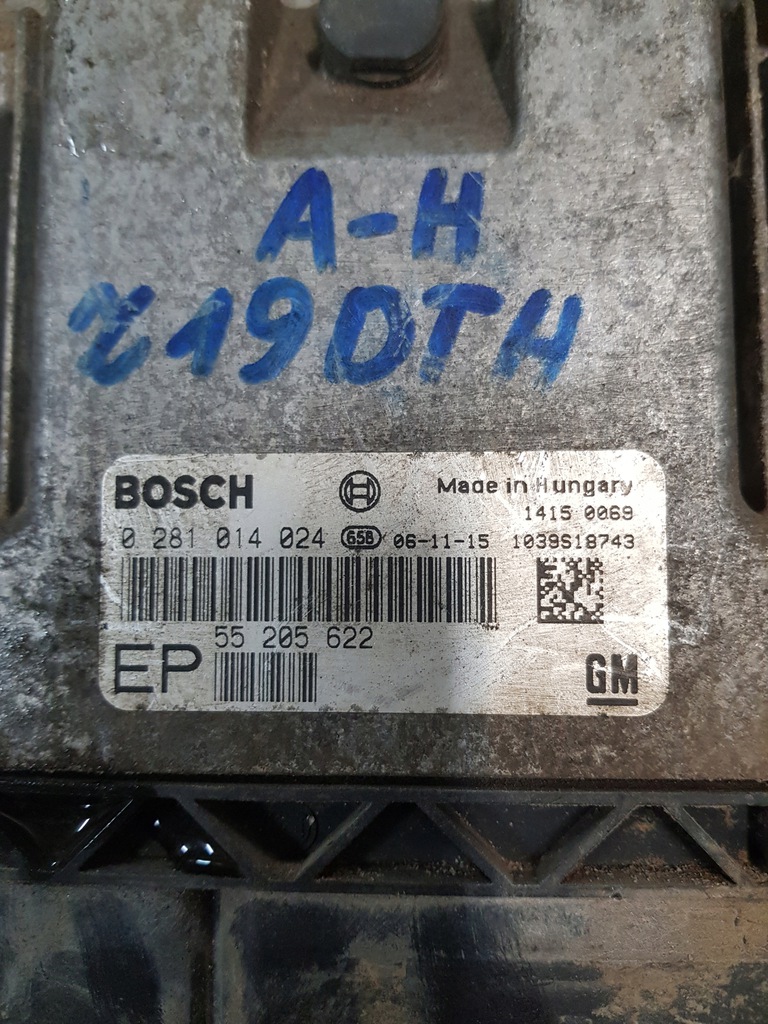 A-H
Z19DTH
BOSCH Made in Hungary
1415 0069
0 281 014 024 658 06-11-15 1039S18743
55 205 622
EP GM